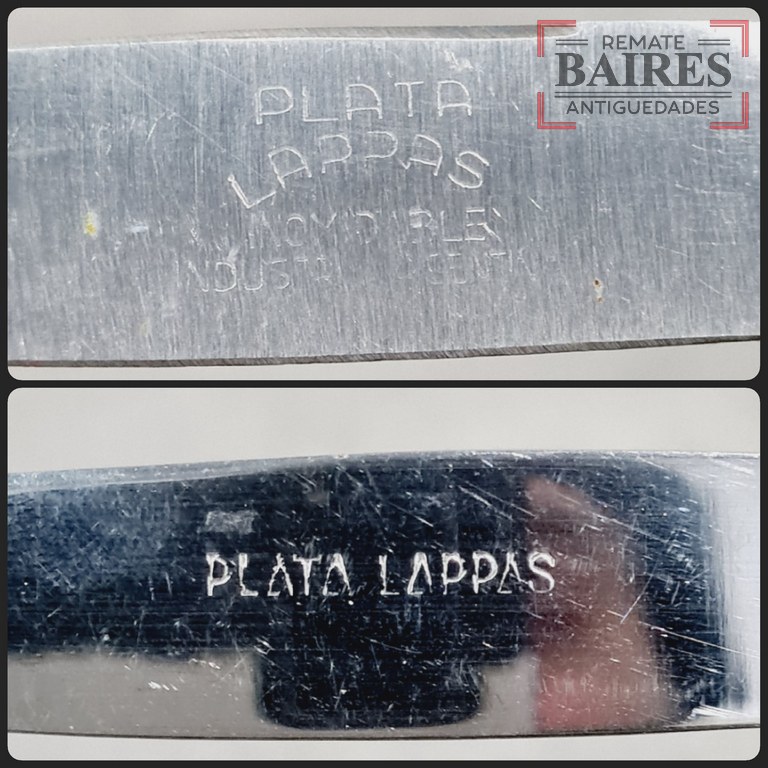 REMATE
BAIRES
ANTIGUEDADES
PLATA
LAPPAS
PLATA LAPPAS